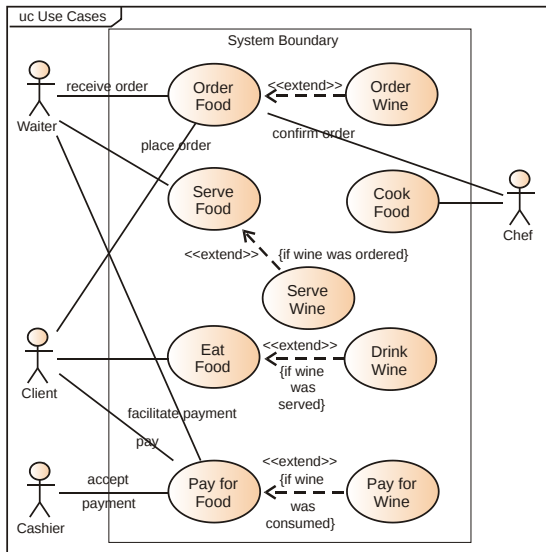 uc Use Cases
System Boundary
receive order
Order
Food
<<extend>>
Order
Wine
Waiter
place order
confirm order
Serve
Food
Cook
Food
Chef
<<extend>>
{if wine was ordered}
Serve
Wine
Client
Eat
Food
<<extend>>
{if wine
was
served}
Drink
Wine
facilitate payment
pay
Cashier
accept
payment
Pay for
Food
<<extend>>
{if wine
was
consumed}
Pay for
Wine